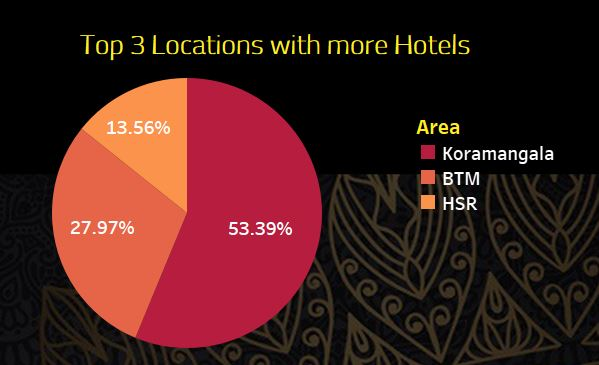 Top 3 Locations with more Hotels
13.56%
27.97%
53.39%
Area
Koramangala
BTM
HSR